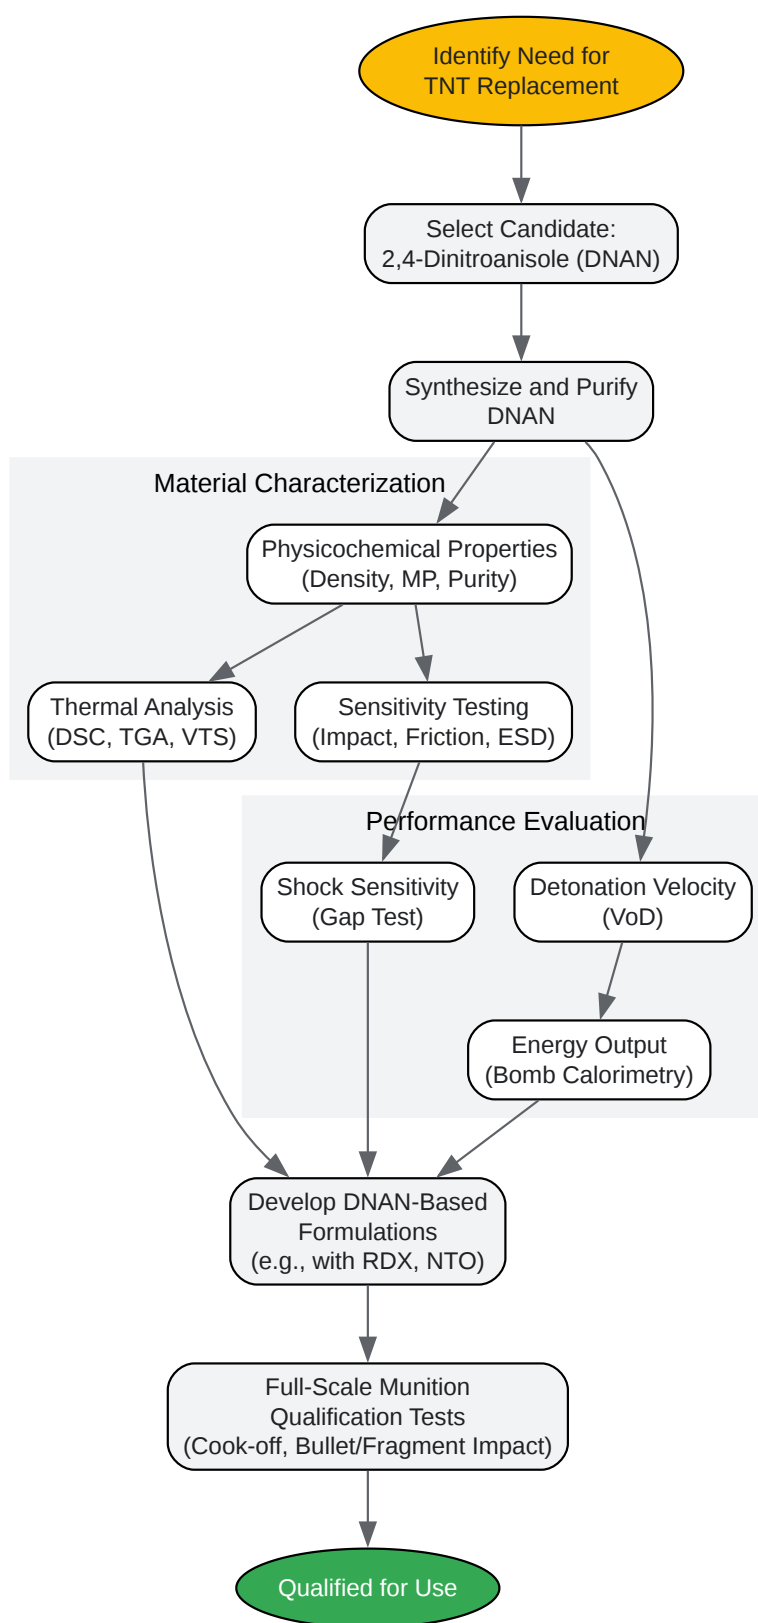 Identify Need for
TNT Replacement
Select Candidate:
2,4-Dinitroanisole (DNAN)
Synthesize and Purify
DNAN
Material Characterization
Physicochemical Properties
(Density, MP, Purity)
Thermal Analysis
(DSC, TGA, VTS)
Sensitivity Testing
(Impact, Friction, ESD)
Performance Evaluation
Shock Sensitivity
(Gap Test)
Detonation Velocity
(VoD)
Energy Output
(Bomb Calorimetry)
Develop DNAN-Based
Formulations
(e.g., with RDX, NTO)
Full-Scale Munition
Qualification Tests
(Cook-off, Bullet/Fragment Impact)
Qualified for Use